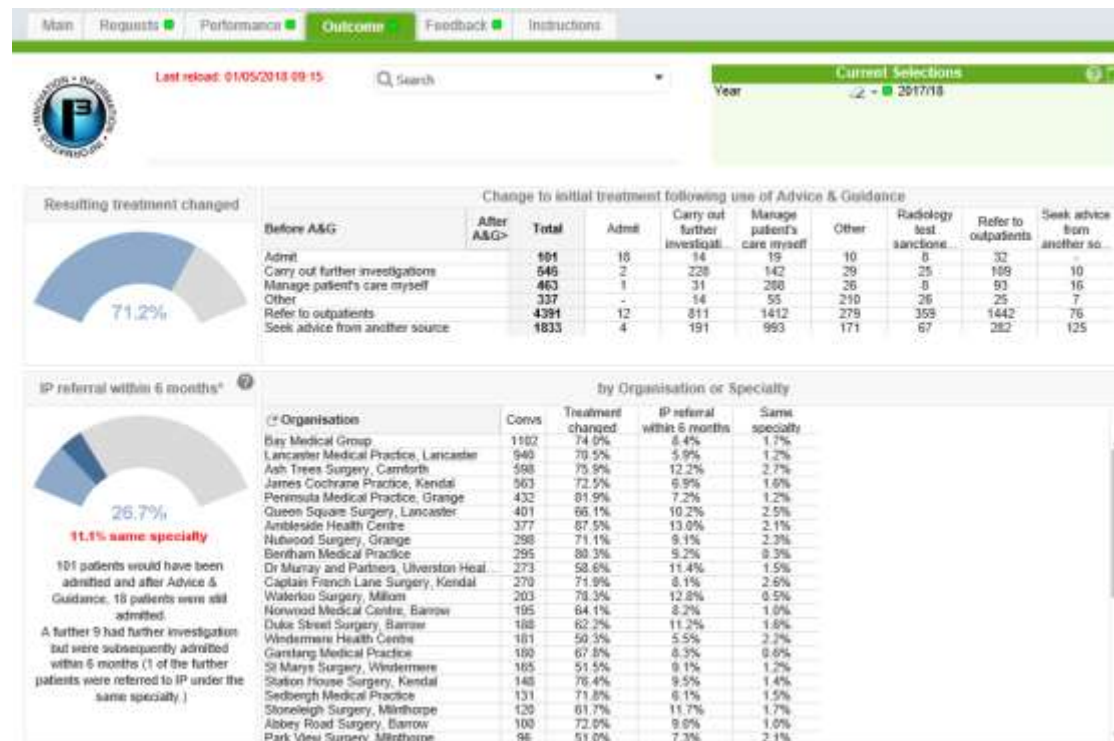 Main Requests Performance Outcome Feedback Instructions
Last reload: 01/05/2018 09:15
Search
Current Selections
Year 2017/18
INNOVATION • INFORMATION • INFORMATICS
Resulting treatment changed
71.2%
Change to initial treatment following use of Advice & Guidance
Before A&G After A&G> Total Admit Carry out further investigati... Manage patient's care myself Other Radiology test sanctione... Refer to outpatients Seek advice from another so...
Admit 101 18 14 19 10 8 32 -
Carry out further investigations 545 2 228 142 29 25 109 10
Manage patient's care myself 463 1 31 288 26 8 93 16
Other 337 - 14 55 210 26 25 7
Refer to outpatients 4391 12 811 1412 279 359 1442 76
Seek advice from another source 1833 4 191 993 171 67 282 125
IP referral within 6 months*
26.7%
11.1% same specialty
101 patients would have been
admitted and after Advice &
Guidance, 18 patients were still
admitted.
A further 9 had further investigation
but were subsequently admitted
within 6 months (1 of the further
patients were referred to IP under the
same specialty.)
by Organisation or Specialty
Organisation Convs Treatment changed IP referral within 6 months Same specialty
Bay Medical Group 1102 74.0% 8.4% 1.7%
Lancaster Medical Practice, Lancaster 940 70.5% 5.9% 1.2%
Ash Trees Surgery, Carnforth 598 75.9% 12.2% 2.7%
James Cochrane Practice, Kendal 563 72.5% 6.9% 1.6%
Peninsula Medical Practice, Grange 432 81.9% 7.2% 1.2%
Queen Square Surgery, Lancaster 401 66.1% 10.2% 2.5%
Ambleside Health Centre 377 87.5% 13.0% 2.1%
Nutwood Surgery, Grange 298 71.1% 9.1% 2.3%
Bentham Medical Practice 295 80.3% 9.2% 0.3%
Dr Murray and Partners, Ulverston Heal... 273 58.6% 11.4% 1.5%
Captain French Lane Surgery, Kendal 270 71.9% 8.1% 2.6%
Waterloo Surgery, Millom 203 78.3% 12.8% 0.5%
Norwood Medical Centre, Barrow 195 64.1% 8.2% 1.0%
Duke Street Surgery, Barrow 188 62.2% 11.2% 1.6%
Windermere Health Centre 181 50.3% 5.5% 2.2%
Garstang Medical Practice 180 67.8% 8.3% 0.6%
St Marys Surgery, Windermere 165 51.5% 9.1% 1.2%
Station House Surgery, Kendal 148 76.4% 9.5% 1.4%
Sedbergh Medical Practice 131 71.8% 6.1% 1.5%
Stoneleigh Surgery, Milnthorpe 120 61.7% 11.7% 1.7%
Abbey Road Surgery, Barrow 100 72.0% 9.0% 1.0%
Park View Surgery, Milnthorpe 96 51.0% 7.3% 2.1%